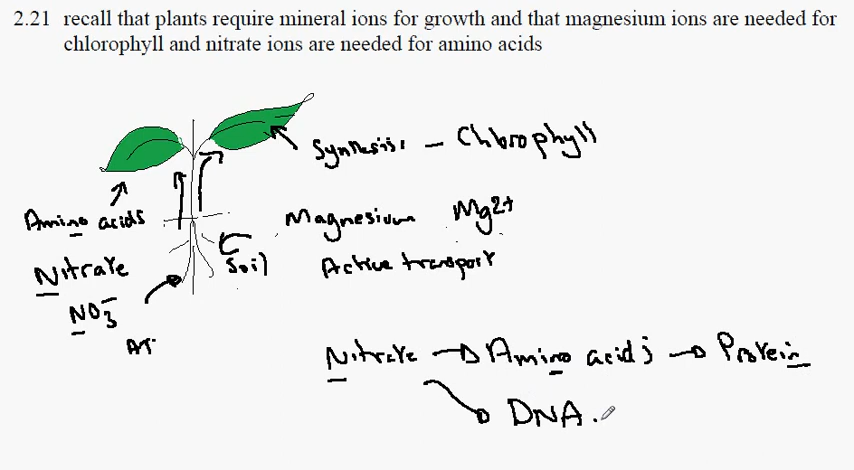 2.21 recall that plants require mineral ions for growth and that magnesium ions are needed for
chlorophyll and nitrate ions are needed for amino acids
Synthesis - Chlorophyll
Amino acids
Magnesium Mg2+
Nitrate
Soil
Active transport
NO3-
AT
Nitrate → Amino acids → Protein
DNA.